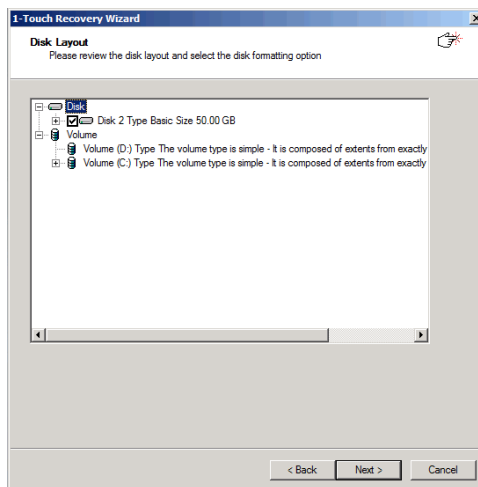 1-Touch Recovery Wizard
Disk Layout
Please review the disk layout and select the disk formatting option
Disk
Disk 2 Type Basic Size 50.00 GB
Volume
Volume (D:) Type The volume type is simple - It is composed of extents from exactly
Volume (C:) Type The volume type is simple - It is composed of extents from exactly
< Back Next > Cancel